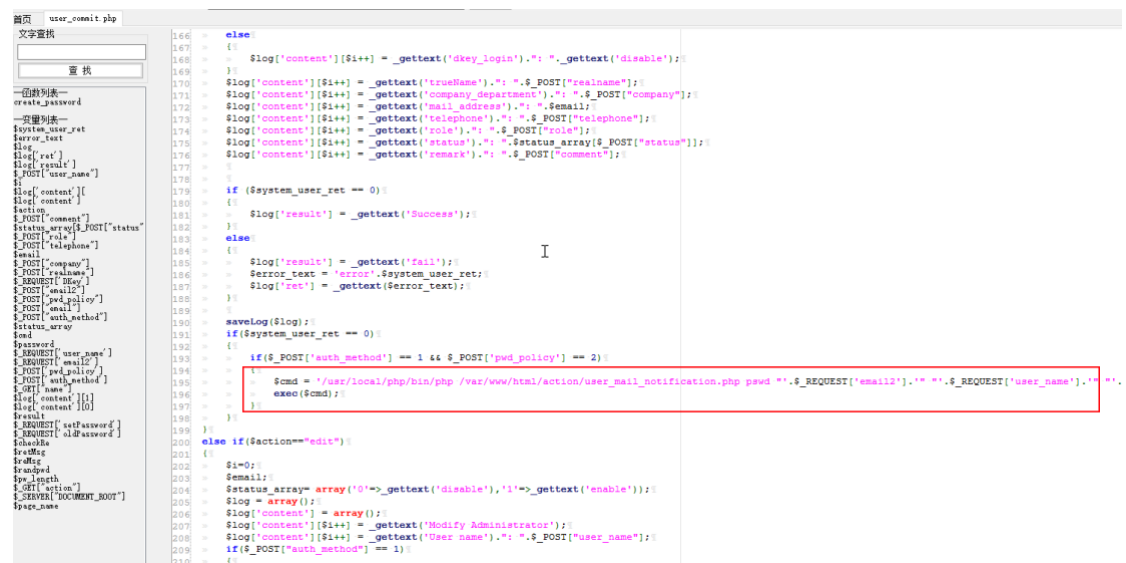 首页 user_commit.php
文字查找
查 找
—函数列表—
create_password
—变量列表—
$system_user_ret
$error_text
$log
$log['ret']
$log['result']
$_POST["user_name"]
$i
$log['content'][
$log['content']
$action
$_POST["comment"]
$status_array[$_POST["status"
$_POST["role"]
$_POST["telephone"]
$email
$_POST["company"]
$_POST["realname"]
$_REQUEST['DKey']
$_POST["email2"]
$_POST["pwd_policy"]
$_POST["email"]
$_POST["auth_method"]
$status_array
$cmd
$password
$_REQUEST['user_name']
$_REQUEST['email2']
$_POST['pwd_policy']
$_POST['auth_method']
$_GET["name"]
$log['content'][1]
$log['content'][0]
$result
$_REQUEST['setPassword']
$_REQUEST['oldPassword']
$checkRe
$retMsg
$reMsg
$randpwd
$pw_length
$_GET["action"]
$_SERVER["DOCUMENT_ROOT"]
$page_name
166 else
167 {
168 $log['content'][$i++] = _gettext('dkey_login').": "._gettext('disable');
169 }
170 $log['content'][$i++] = _gettext('trueName').": ".$_POST["realname"];
171 $log['content'][$i++] = _gettext('company_department').": ".$_POST["company"];
172 $log['content'][$i++] = _gettext('mail_address').": ".$email;
173 $log['content'][$i++] = _gettext('telephone').": ".$_POST["telephone"];
174 $log['content'][$i++] = _gettext('role').": ".$_POST["role"];
175 $log['content'][$i++] = _gettext('status').": ".$status_array[$_POST["status"]];
176 $log['content'][$i++] = _gettext('remark').": ".$_POST["comment"];
177
178
179 if ($system_user_ret == 0)
180 {
181 $log['result'] = _gettext('Success');
182 }
183 else
184 {
185 $log['result'] = _gettext('fail');
186 $error_text = 'error'.$system_user_ret;
187 $log['ret'] = _gettext($error_text);
188 }
189
190 saveLog($log);
191 if($system_user_ret == 0)
192 {
193 if($_POST['auth_method'] == 1 && $_POST['pwd_policy'] == 2)
194 {
195 $cmd = '/usr/local/php/bin/php /var/www/html/action/user_mail_notification.php pswd "'.$_REQUEST['email2'].'" "'.$_REQUEST['user_name'].'" "'.
196 exec($cmd);
197 }
198 }
199 }
200 else if($action=="edit")
201 {
202 $i=0;
203 $email;
204 $status_array= array('0'=>_gettext('disable'),'1'=>_gettext('enable'));
205 $log = array();
206 $log['content'] = array();
207 $log['content'][$i++] = _gettext('Modify Administrator');
208 $log['content'][$i++] = _gettext('User name').": ".$_POST["user_name"];
209 if($_POST["auth_method"] == 1)
210 {